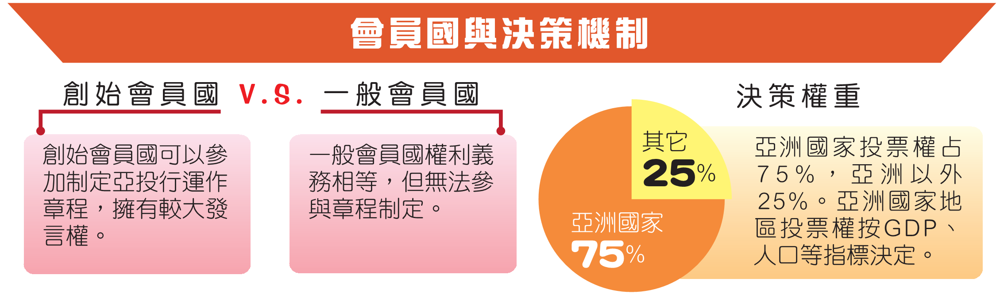 會員國與決策機制
創始會員國 V.S. 一般會員國
創始會員國可以參
加制定亞投行運作
章程，擁有較大發
言權。
一般會員國權利義
務相等，但無法參
與章程制定。
決策權重
其它
25%
亞洲國家
75%
亞洲國家投票權占
75%，亞洲以外
25%。亞洲國家地
區投票權按GDP、
人口等指標決定。